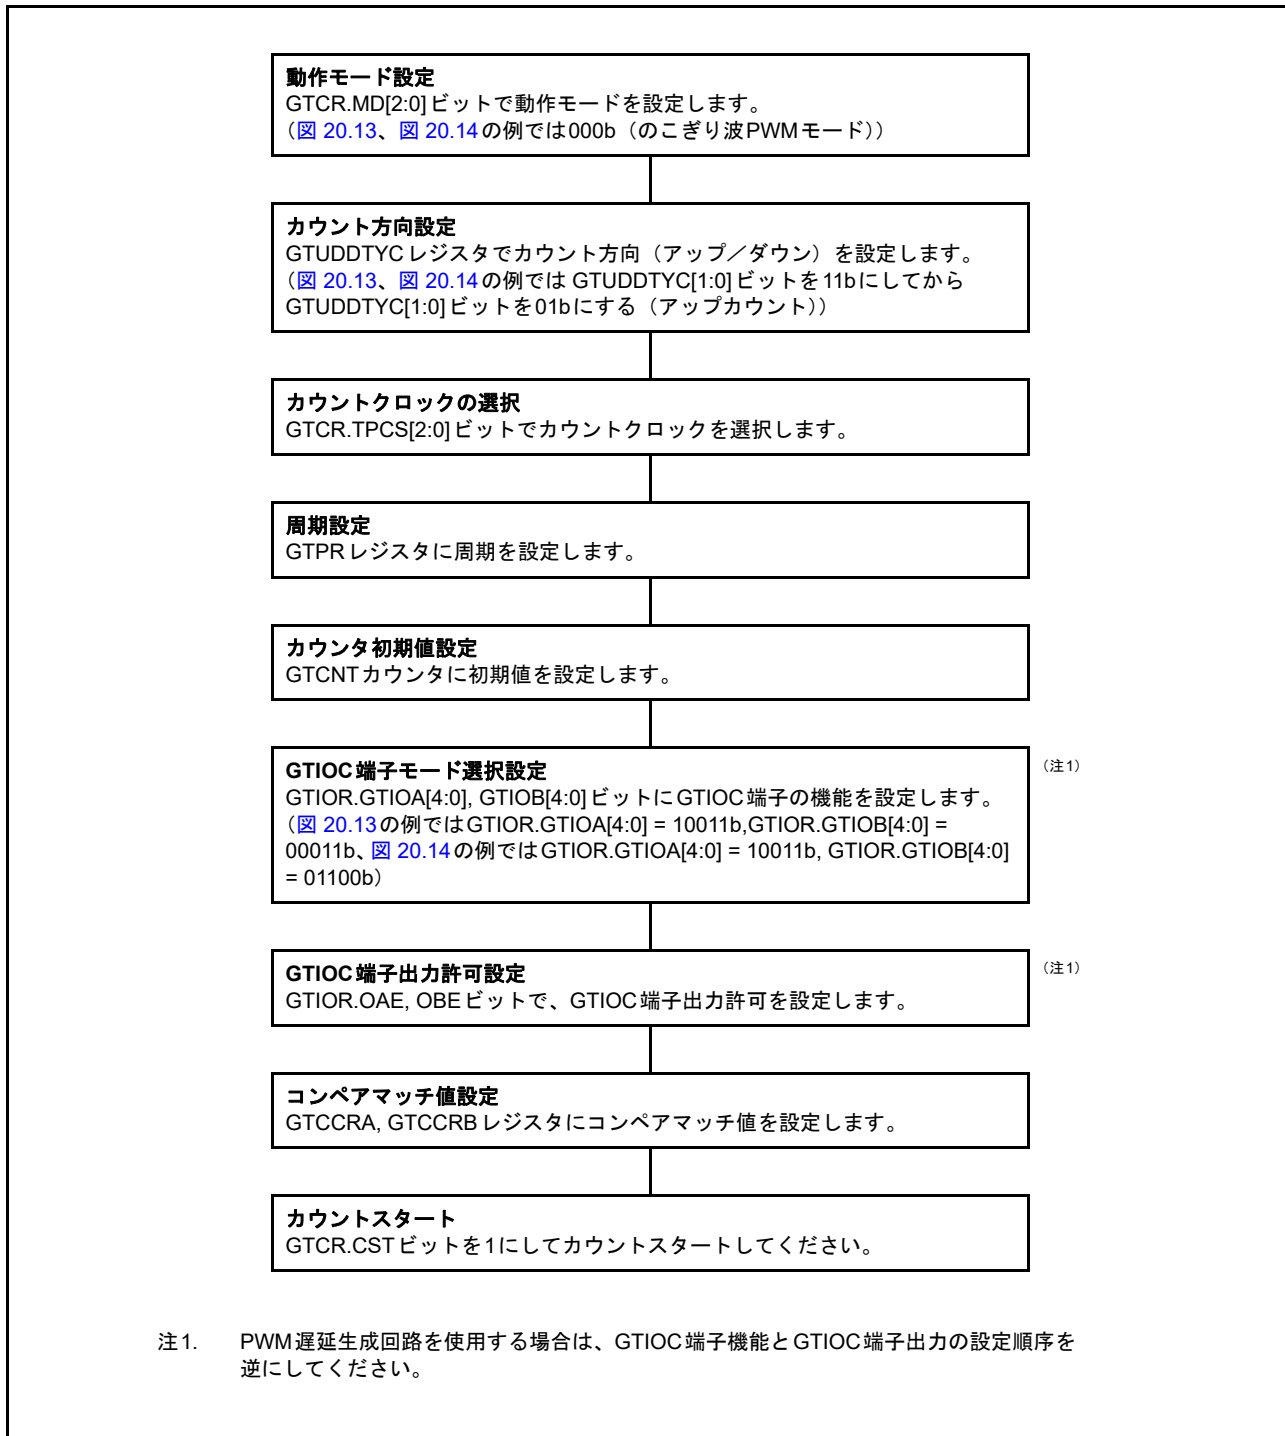 動作モード設定
GTCR.MD[2:0]ビットで動作モードを設定します。
（図 20.13、図 20.14の例では000b（のこぎり波PWMモード））
カウント方向設定
GTUDDTYCレジスタでカウント方向（アップ／ダウン）を設定します。
（図 20.13、図 20.14の例では GTUDDTYC[1:0]ビットを11bにしてから
GTUDDTYC[1:0]ビットを01bにする（アップカウント））
カウントクロックの選択
GTCR.TPCS[2:0]ビットでカウントクロックを選択します。
周期設定
GTPRレジスタに周期を設定します。
カウンタ初期値設定
GTCNTカウンタに初期値を設定します。
GTIOC端子モード選択設定
（注1）
GTIOR.GTIOA[4:0], GTIOB[4:0]ビットにGTIOC端子の機能を設定します。
（図 20.13の例ではGTIOR.GTIOA[4:0] = 10011b,GTIOR.GTIOB[4:0] =
00011b、図 20.14の例ではGTIOR.GTIOA[4:0] = 10011b, GTIOR.GTIOB[4:0]
= 01100b）
GTIOC端子出力許可設定
（注1）
GTIOR.OAE, OBEビットで、GTIOC端子出力許可を設定します。
コンペアマッチ値設定
GTCCRA, GTCCRBレジスタにコンペアマッチ値を設定します。
カウントスタート
GTCR.CSTビットを1にしてカウントスタートしてください。
注1. PWM遅延生成回路を使用する場合は、GTIOC端子機能とGTIOC端子出力の設定順序を
逆にしてください。